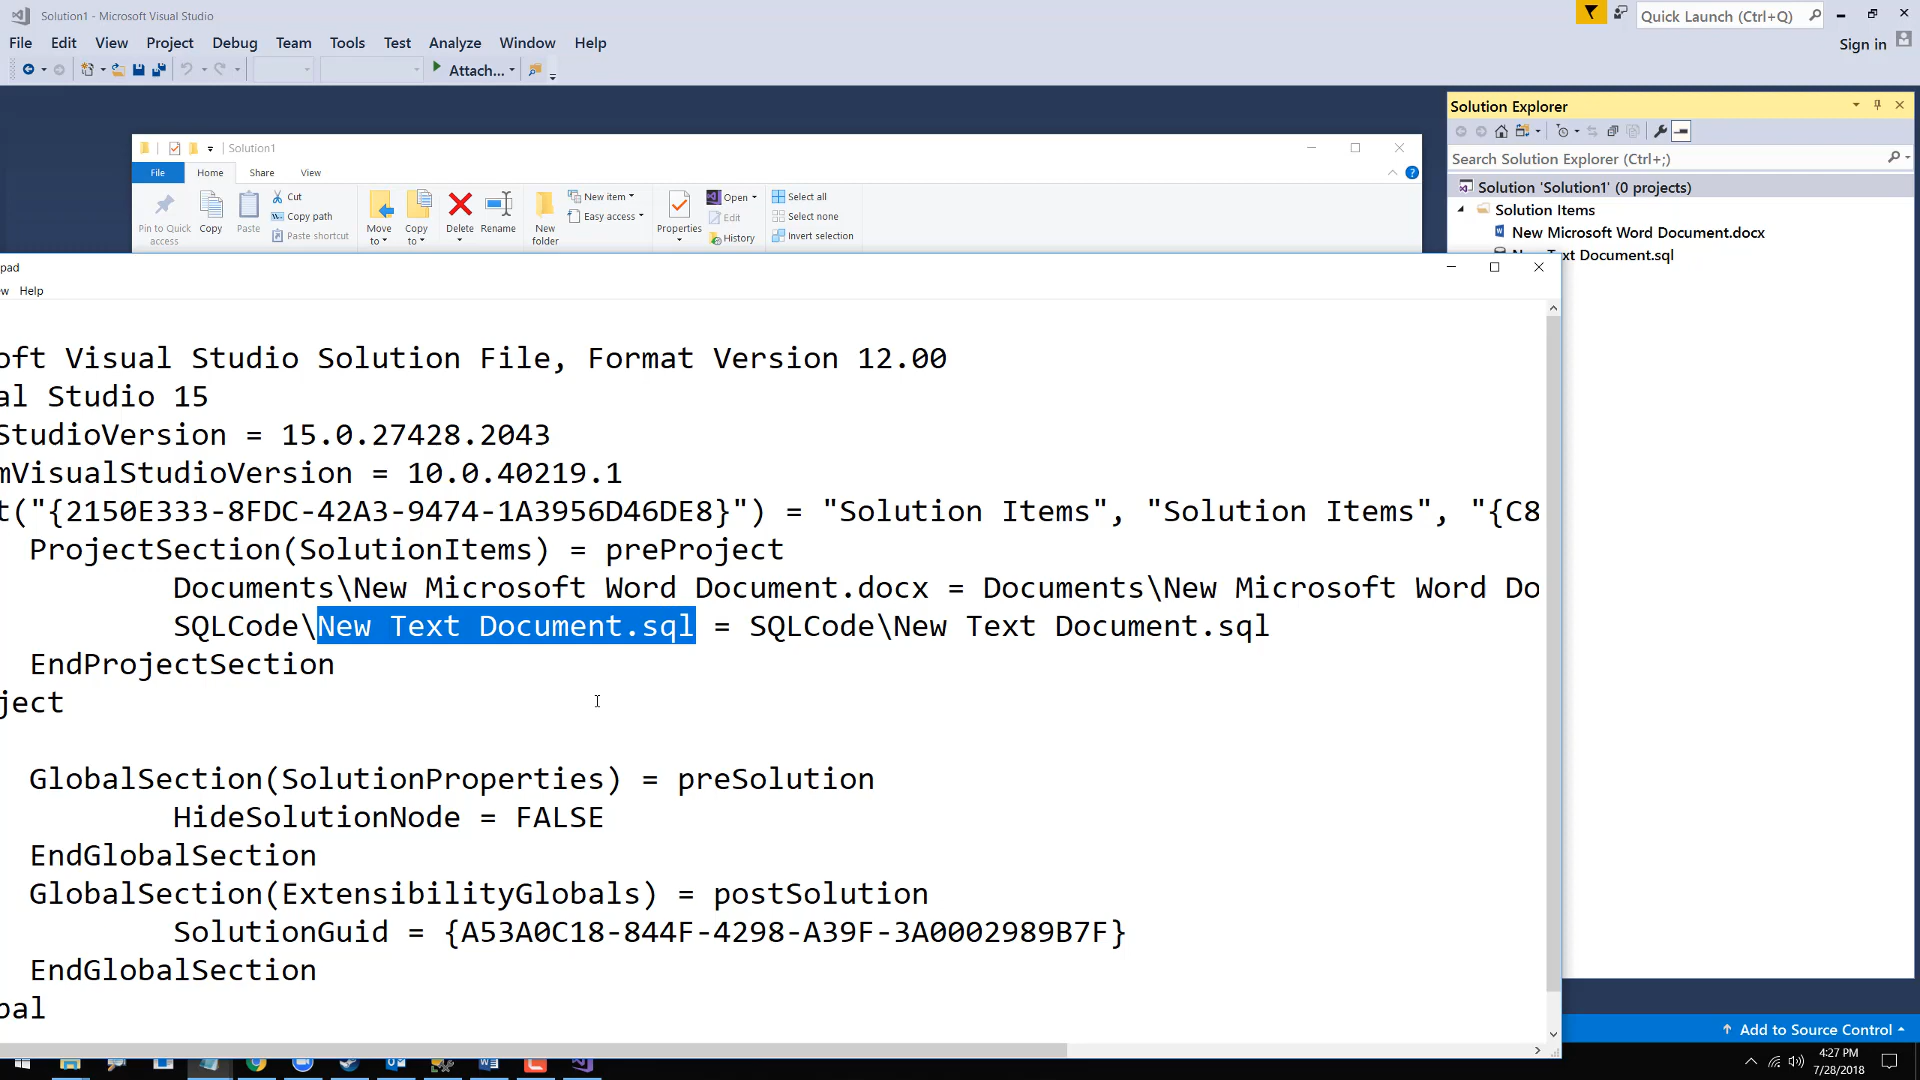 Solution1 - Microsoft Visual Studio
Quick Launch (Ctrl+Q)
File Edit View Project Debug Team Tools Test Analyze Window Help
Sign in
Attach...
Solution Explorer
Search Solution Explorer (Ctrl+;)
Solution 'Solution1' (0 projects)
Solution Items
New Microsoft Word Document.docx
Text Document.sql
Solution1
File Home Share View
Pin to Quick access
Copy
Paste
Cut
Copy path
Paste shortcut
Move to
Copy to
Delete
Rename
New folder
New item
Easy access
Properties
Open
Edit
History
Select all
Select none
Invert selection
pad
w Help
oft Visual Studio Solution File, Format Version 12.00
al Studio 15
StudioVersion = 15.0.27428.2043
mVisualStudioVersion = 10.0.40219.1
t("{2150E333-8FDC-42A3-9474-1A3956D46DE8}") = "Solution Items", "Solution Items", "{C8
ProjectSection(SolutionItems) = preProject
Documents\New Microsoft Word Document.docx = Documents\New Microsoft Word Do
SQLCode\New Text Document.sql = SQLCode\New Text Document.sql
EndProjectSection
ject
GlobalSection(SolutionProperties) = preSolution
HideSolutionNode = FALSE
EndGlobalSection
GlobalSection(ExtensibilityGlobals) = postSolution
SolutionGuid = {A53A0C18-844F-4298-A39F-3A0002989B7F}
EndGlobalSection
bal
Add to Source Control
4:27 PM
7/28/2018